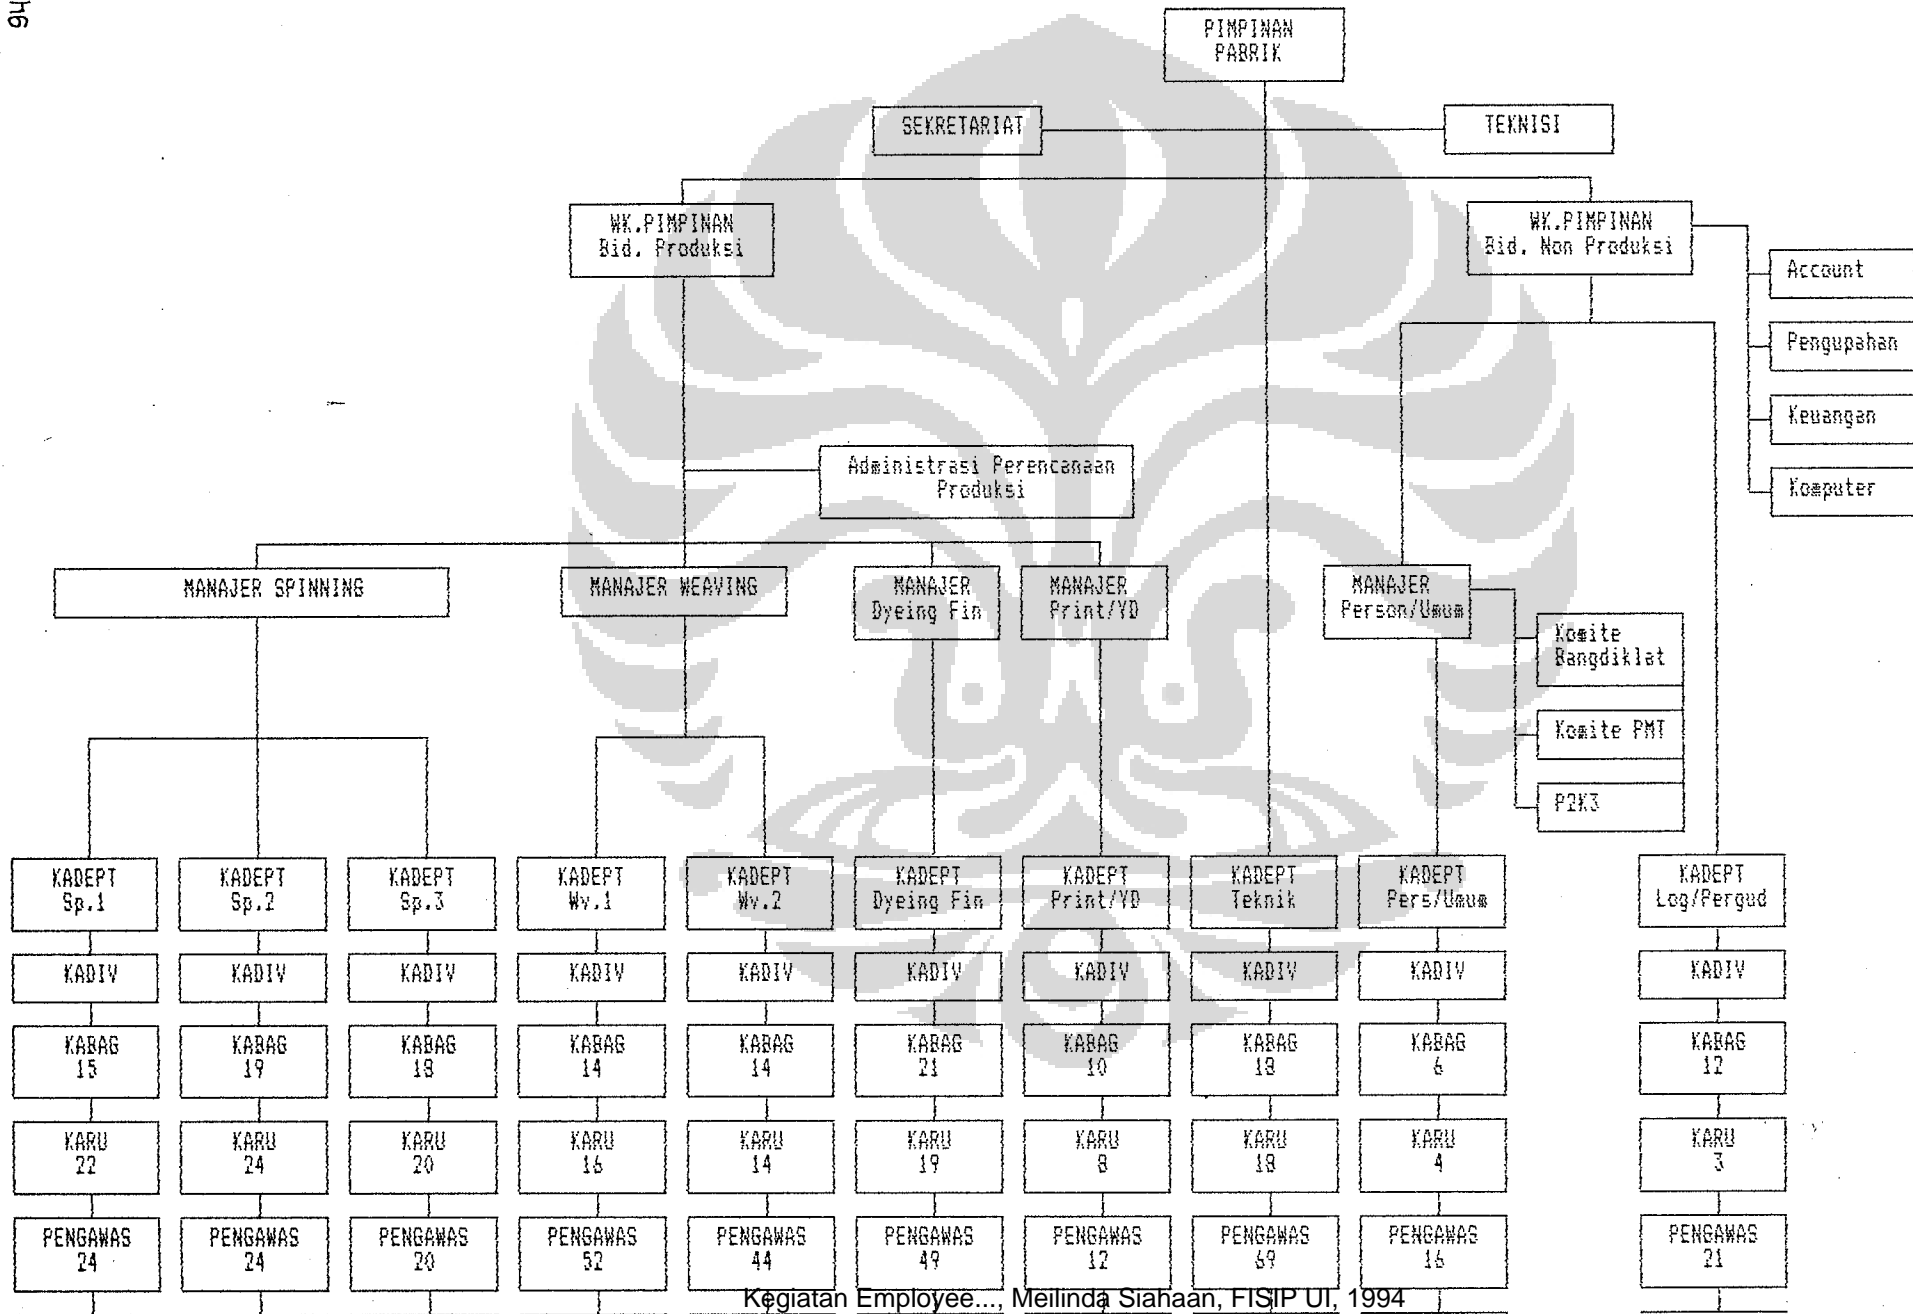 94
PIMPINAN
PABRIK
SEKRETARIAT
TEKNISI
WK.PIMPINAN
Bid. Produksi
WK.PIMPINAN
Bid. Non Produksi
Account
Pengupahan
Keuangan
Komputer
Administrasi Perencanaan
Produksi
MANAJER SPINNING
MANAJER WEAVING
MANAJER
Dyeing Fin
MANAJER
Print/YD
MANAJER
Person/Umum
Komite
Bangdiklat
Komite PMT
P2K3
KADEPT
Sp.1
KADEPT
Sp.2
KADEPT
Sp.3
KADEPT
Wv.1
KADEPT
Wv.2
KADEPT
Dyeing Fin
KADEPT
Print/YD
KADEPT
Teknik
KADEPT
Pers/Umum
KADEPT
Log/Pergud
KADIV
KADIV
KADIV
KADIV
KADIV
KADIV
KADIV
KADIV
KADIV
KADIV
KABAG
15
KABAG
19
KABAG
18
KABAG
14
KABAG
14
KABAG
21
KABAG
10
KABAG
18
KABAG
6
KABAG
12
KARU
22
KARU
24
KARU
20
KARU
16
KARU
14
KARU
19
KARU
8
KARU
18
KARU
4
KARU
3
PENGAWAS
24
PENGAWAS
24
PENGAWAS
20
PENGAWAS
52
PENGAWAS
44
PENGAWAS
49
PENGAWAS
12
PENGAWAS
69
PENGAWAS
16
PENGAWAS
21
Kegiatan Employee..., Meilinda Siahaan, FISIP UI, 1994